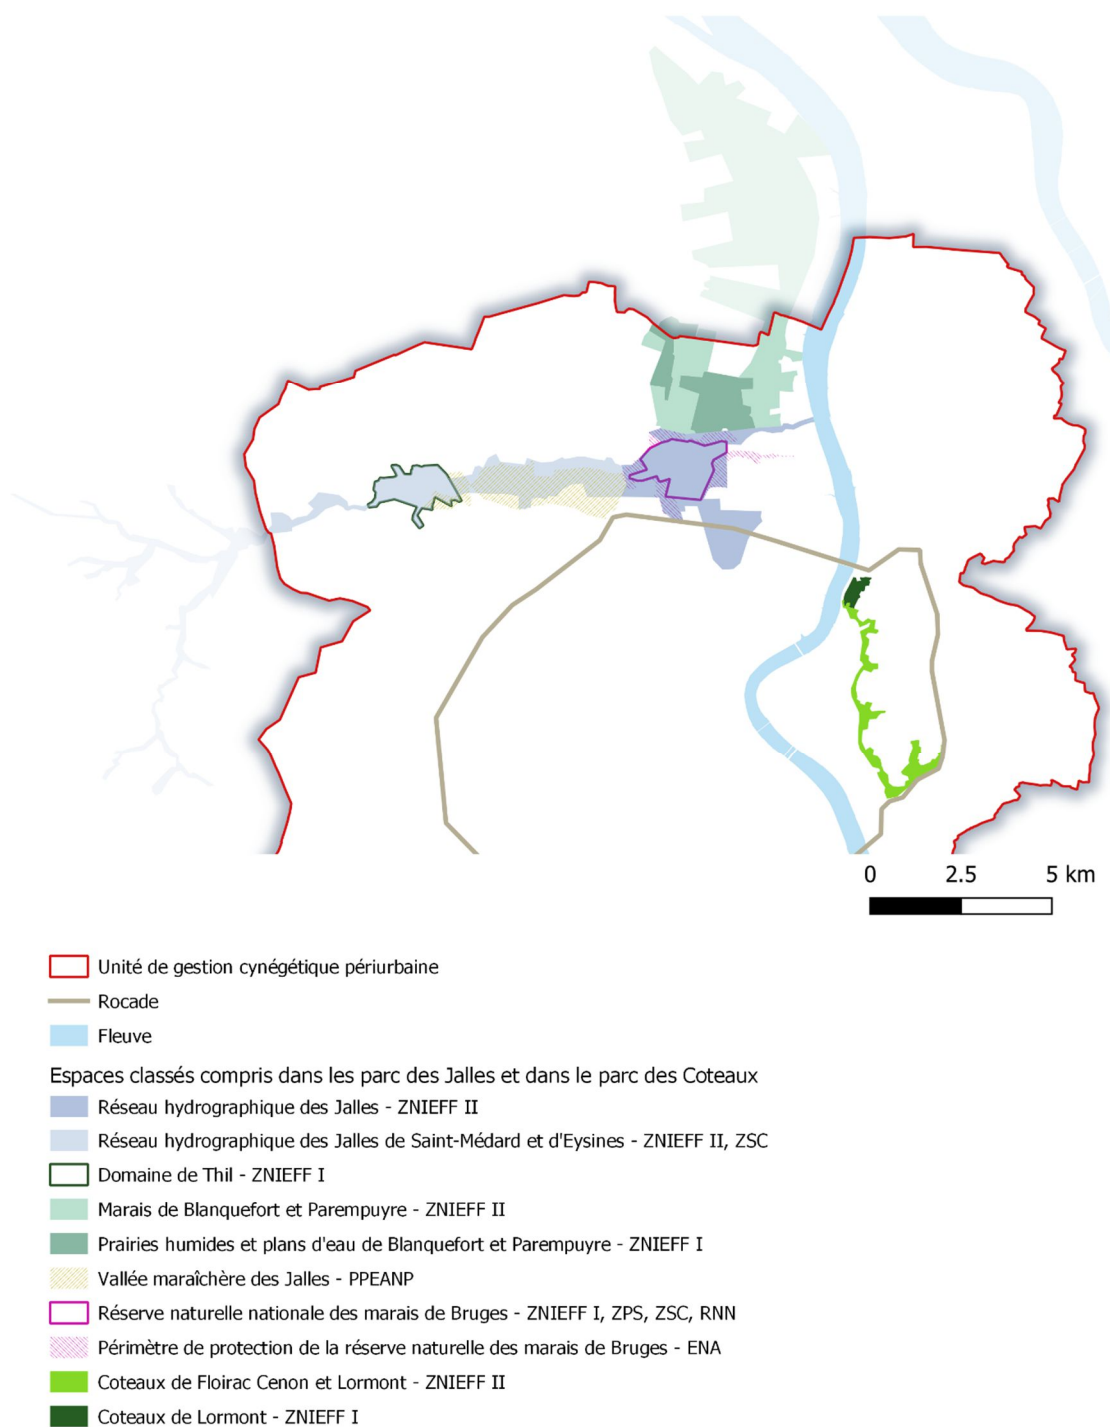 0 2.5 5 km
Unité de gestion cynégétique périurbaine
Rocade
Fleuve
Espaces classés compris dans les parc des Jalles et dans le parc des Coteaux
Réseau hydrographique des Jalles - ZNIEFF II
Réseau hydrographique des Jalles de Saint-Médard et d'Eysines - ZNIEFF II, ZSC
Domaine de Thil - ZNIEFF I
Marais de Blanquefort et Parempuyre - ZNIEFF II
Prairies humides et plans d'eau de Blanquefort et Parempuyre - ZNIEFF I
Vallée maraîchère des Jalles - PPEANP
Réserve naturelle nationale des marais de Bruges - ZNIEFF I, ZPS, ZSC, RNN
Périmètre de protection de la réserve naturelle des marais de Bruges - ENA
Coteaux de Floirac Cenon et Lormont - ZNIEFF II
Coteaux de Lormont - ZNIEFF I